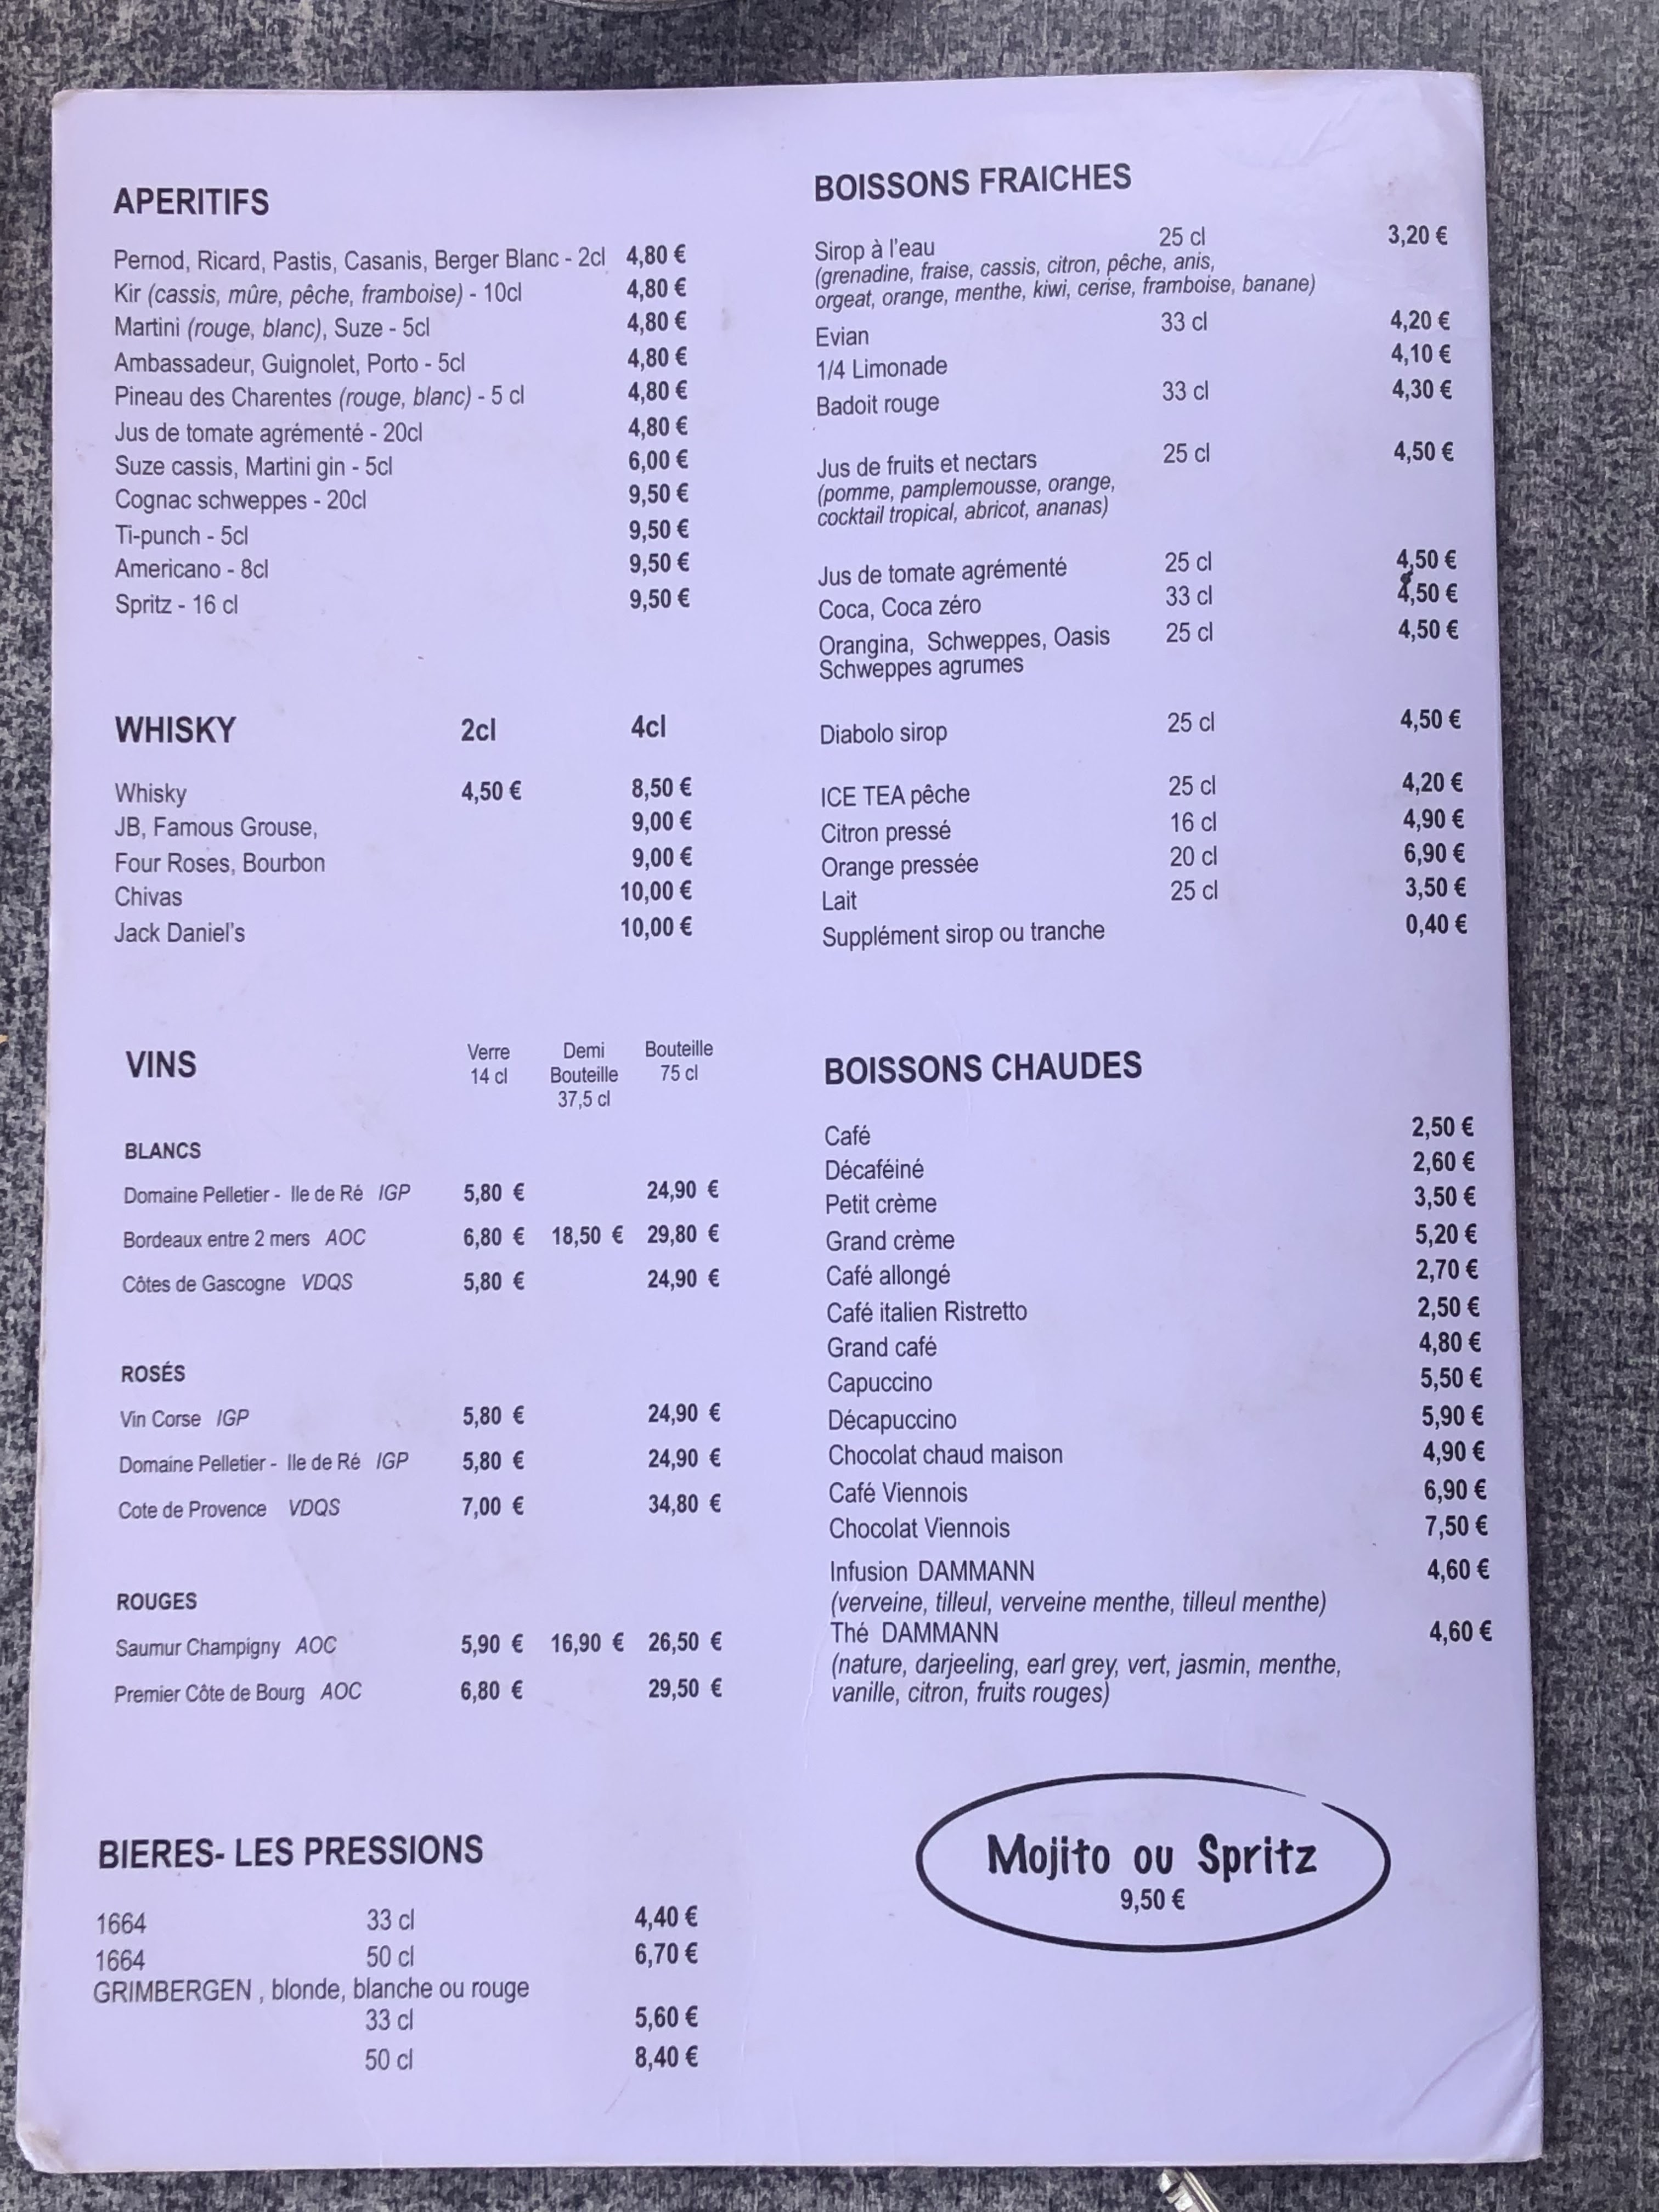 APERITIFS
Pernod, Ricard, Pastis, Casanis, Berger Blanc - 2cl 4,80 €
Kir (cassis, mûre, pêche, framboise) - 10cl 4,80 €
Martini (rouge, blanc), Suze - 5cl 4,80 €
Ambassadeur, Guignolet, Porto - 5cl 4,80 €
Pineau des Charentes (rouge, blanc) - 5 cl 4,80 €
Jus de tomate agrémenté - 20cl 4,80 €
Suze cassis, Martini gin - 5cl 6,00 €
Cognac schweppes - 20cl 9,50 €
Ti-punch - 5cl 9,50 €
Americano - 8cl 9,50 €
Spritz - 16 cl 9,50 €
WHISKY 2cl 4cl
Whisky 4,50 € 8,50 €
JB, Famous Grouse, 9,00 €
Four Roses, Bourbon 9,00 €
Chivas 10,00 €
Jack Daniel's 10,00 €
VINS
Verre Demi Bouteille
14 cl Bouteille 75 cl
37,5 cl
BLANCS
Domaine Pelletier - Ile de Ré IGP 5,80 € 24,90 €
Bordeaux entre 2 mers AOC 6,80 € 18,50 € 29,80 €
Côtes de Gascogne VDQS 5,80 € 24,90 €
ROSÉS
Vin Corse IGP 5,80 € 24,90 €
Domaine Pelletier - Ile de Ré IGP 5,80 € 24,90 €
Cote de Provence VDQS 7,00 € 34,80 €
ROUGES
Saumur Champigny AOC 5,90 € 16,90 € 26,50 €
Premier Côte de Bourg AOC 6,80 € 29,50 €
BIERES- LES PRESSIONS
1664 33 cl 4,40 €
1664 50 cl 6,70 €
GRIMBERGEN , blonde, blanche ou rouge
33 cl 5,60 €
50 cl 8,40 €
BOISSONS FRAICHES
Sirop à l'eau 25 cl 3,20 €
(grenadine, fraise, cassis, citron, pêche, anis,
orgeat, orange, menthe, kiwi, cerise, framboise, banane)
Evian 33 cl 4,20 €
1/4 Limonade 4,10 €
Badoit rouge 33 cl 4,30 €
Jus de fruits et nectars 25 cl 4,50 €
(pomme, pamplemousse, orange,
cocktail tropical, abricot, ananas)
Jus de tomate agrémenté 25 cl 4,50 €
Coca, Coca zéro 33 cl 4,50 €
Orangina, Schweppes, Oasis 25 cl 4,50 €
Schweppes agrumes
Diabolo sirop 25 cl 4,50 €
ICE TEA pêche 25 cl 4,20 €
Citron pressé 16 cl 4,90 €
Orange pressée 20 cl 6,90 €
Lait 25 cl 3,50 €
Supplément sirop ou tranche 0,40 €
BOISSONS CHAUDES
Café 2,50 €
Décaféiné 2,60 €
Petit crème 3,50 €
Grand crème 5,20 €
Café allongé 2,70 €
Café italien Ristretto 2,50 €
Grand café 4,80 €
Capuccino 5,50 €
Décapuccino 5,90 €
Chocolat chaud maison 4,90 €
Café Viennois 6,90 €
Chocolat Viennois 7,50 €
Infusion DAMMANN 4,60 €
(verveine, tilleul, verveine menthe, tilleul menthe)
Thé DAMMANN 4,60 €
(nature, darjeeling, earl grey, vert, jasmin, menthe,
vanille, citron, fruits rouges)
Mojito ou Spritz
9,50 €